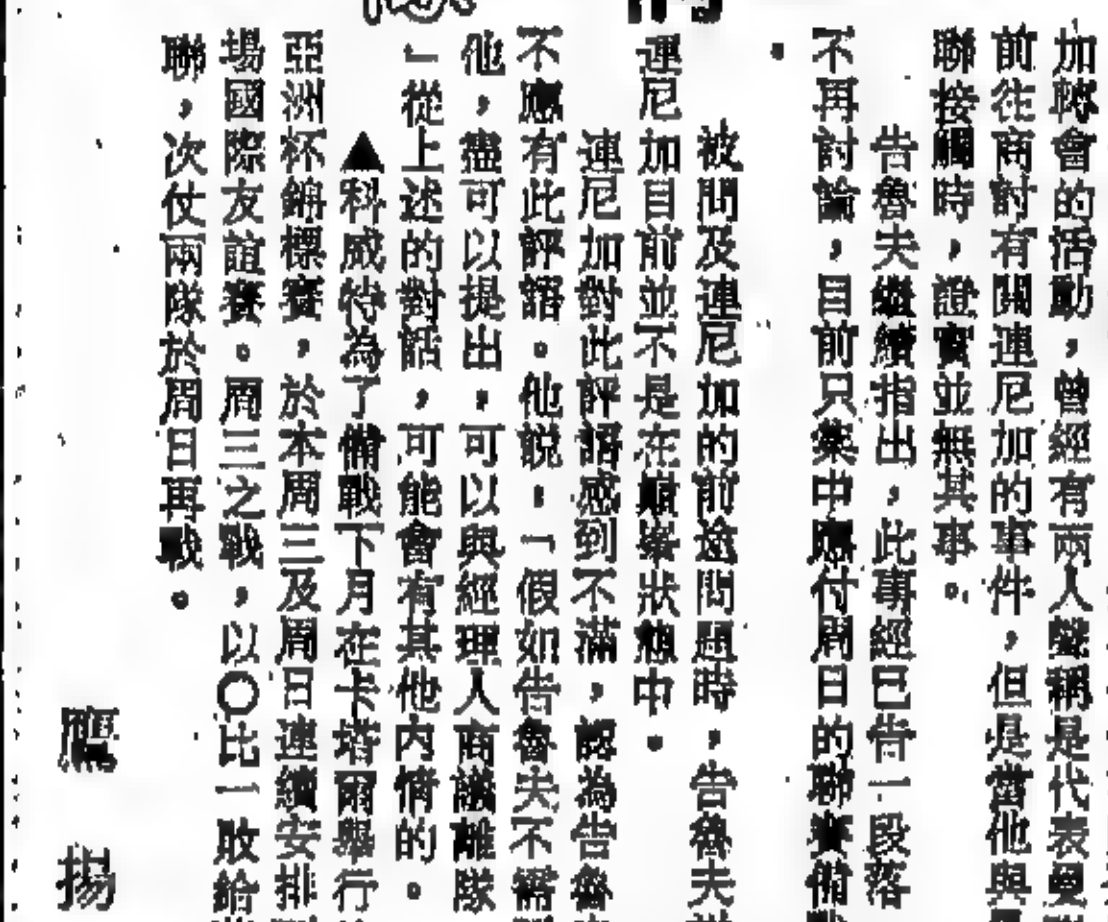 加轉會的活動，曾經有兩人聲稱是代表曼
前往商討有關連尼加的事件，但是當他與
聯接觸時，證實並無其事。
告魯夫繼續指出，此事經已告一段落
不再討論，目前只集中應付周日的聯賽備戰
。
被問及連尼加的前途問題時，告魯夫
連尼加目前並不是在巔峯狀態中。
連尼加對此評語感到不滿，認為告魯
不應有此評語。他說：「假如告魯夫不需
他，盡可以提出，可以與經理人商議離隊
」從上述的對話，可能會有其他內情的。
▲科威特為了備戰下月在卡塔爾舉行
亞洲杯錦標賽，於本周三及周日連續安排
場國際友誼賽。周三之戰，以〇比一敗給
聯，次仗兩隊於周日再戰。
鷹揚